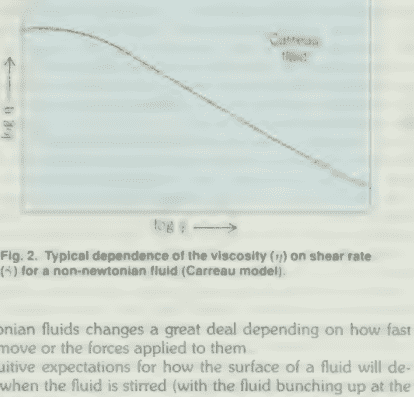 Carreau
fluid
log η
log γ̇
Fig. 2. Typical dependence of the viscosity (η) on shear rate
(γ̇) for a non-newtonian fluid (Carreau model).
onian fluids changes a great deal depending on how fast
move or the forces applied to them
uitive expectations for how the surface of a fluid will de-
when the fluid is stirred (with the fluid bunching up at the